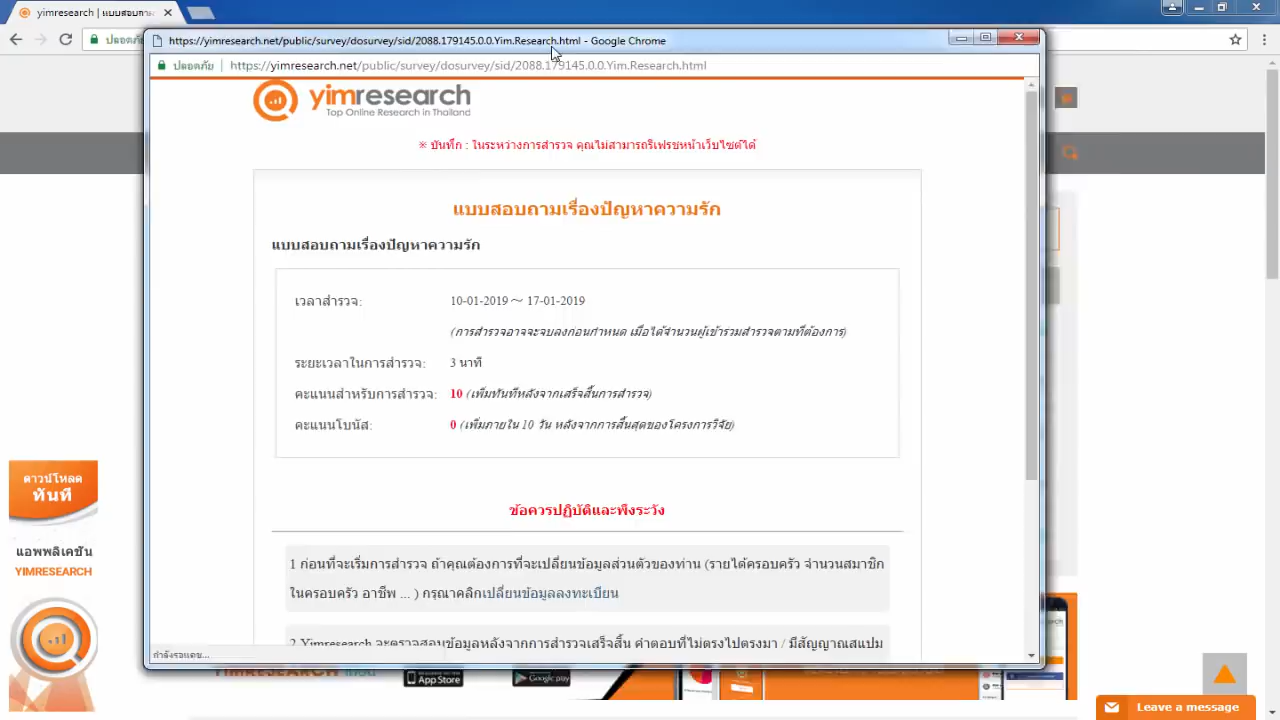 yimresearch | แบบสอบถาม
https://yimresearch.net/public/survey/dosurvey/sid/2088.179145.0.0.Yim.Research.html - Google Chrome
ปลอดภัย
ปลอดภัย | https://yimresearch.net/public/survey/dosurvey/sid/2088.179145.0.0.Yim.Research.html
yimresearch
Top Online Research in Thailand
※ บันทึก : ในระหว่างการสำรวจ คุณไม่สามารถรีเฟรชหน้าเว็บไซต์ได้
แบบสอบถามเรื่องปัญหาความรัก
แบบสอบถามเรื่องปัญหาความรัก
เวลาสำรวจ: 10-01-2019 ～ 17-01-2019
(การสำรวจอาจจะจบลงก่อนกำหนด เมื่อได้จำนวนผู้เข้าร่วมสำรวจตามที่ต้องการ)
ระยะเวลาในการสำรวจ: 3 นาที
คะแนนสำหรับการสำรวจ: 10 (เพิ่มทันทีหลังจากเสร็จสิ้นการสำรวจ)
คะแนนโบนัส: 0 (เพิ่มภายใน 10 วัน หลังจากการสิ้นสุดของโครงการวิจัย)
ข้อควรปฏิบัติและพึงระวัง
1 ก่อนที่จะเริ่มการสำรวจ ถ้าคุณต้องการที่จะเปลี่ยนข้อมูลส่วนตัวของท่าน (รายได้ครอบครัว จำนวนสมาชิก
ในครอบครัว อาชีพ ... ) กรุณาคลิกเปลี่ยนข้อมูลลงทะเบียน
2 Yimresearch จะตรวจสอบข้อมูลหลังจากการสำรวจเสร็จสิ้น คำตอบที่ไม่ตรงไปตรงมา / มีสัญญาณสแปม
กำลังรอแคช...
ดาวน์โหลด
ทันที
แอพพลิเคชัน
YIMRESEARCH
YIMRESEARCH
App Store
Google play
Leave a message